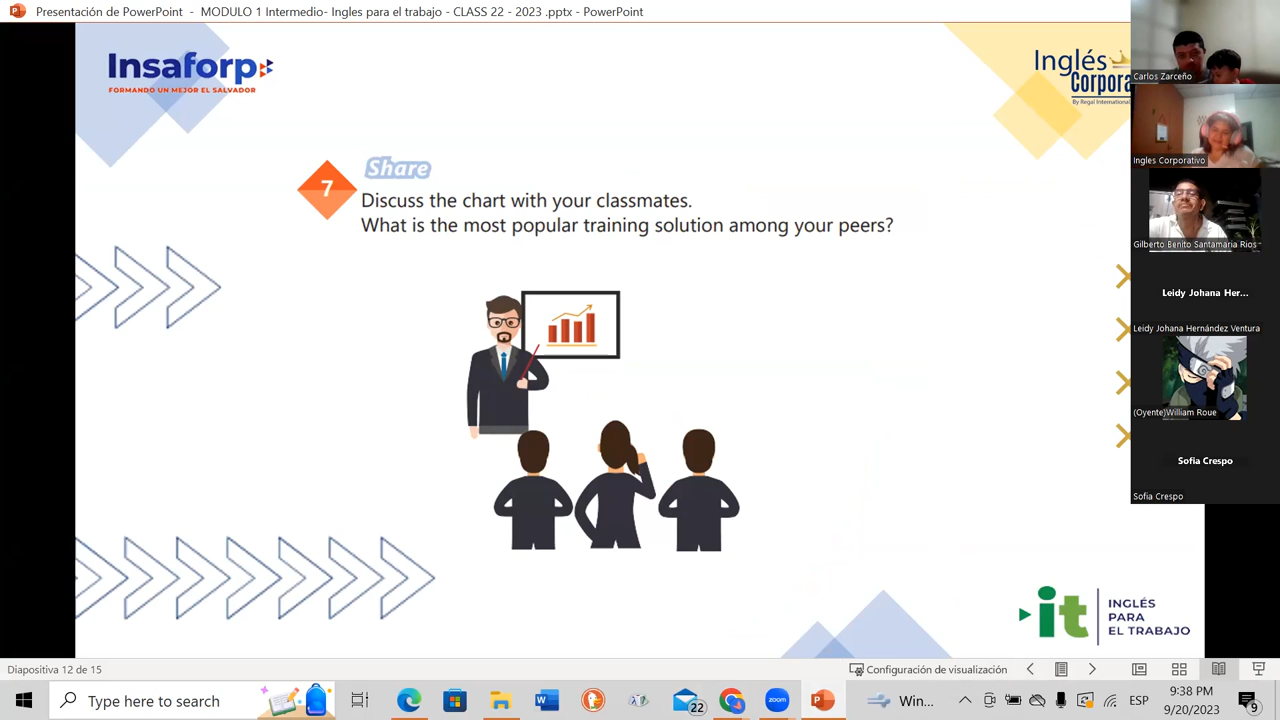 Presentación de PowerPoint - MODULO 1 Intermedio- Ingles para el trabajo - CLASS 22 - 2023 .pptx - PowerPoint
Insaforp
FORMANDO UN MEJOR EL SALVADOR
Inglés
Corpora
By Regal International
7
Share
Discuss the chart with your classmates.
What is the most popular training solution among your peers?
Carlos Zarceño
Ingles Corporativo
Gilberto Benito Santamaria Rios
Leidy Johana Her...
Leidy Johana Hernández Ventura
(Oyente)William Roue
Sofia Crespo
Sofia Crespo
it
INGLÉS
PARA
EL TRABAJO
Diapositiva 12 de 15
Configuración de visualización
Type here to search
22
zoom
Win...
ESP
9:38 PM
9/20/2023
9